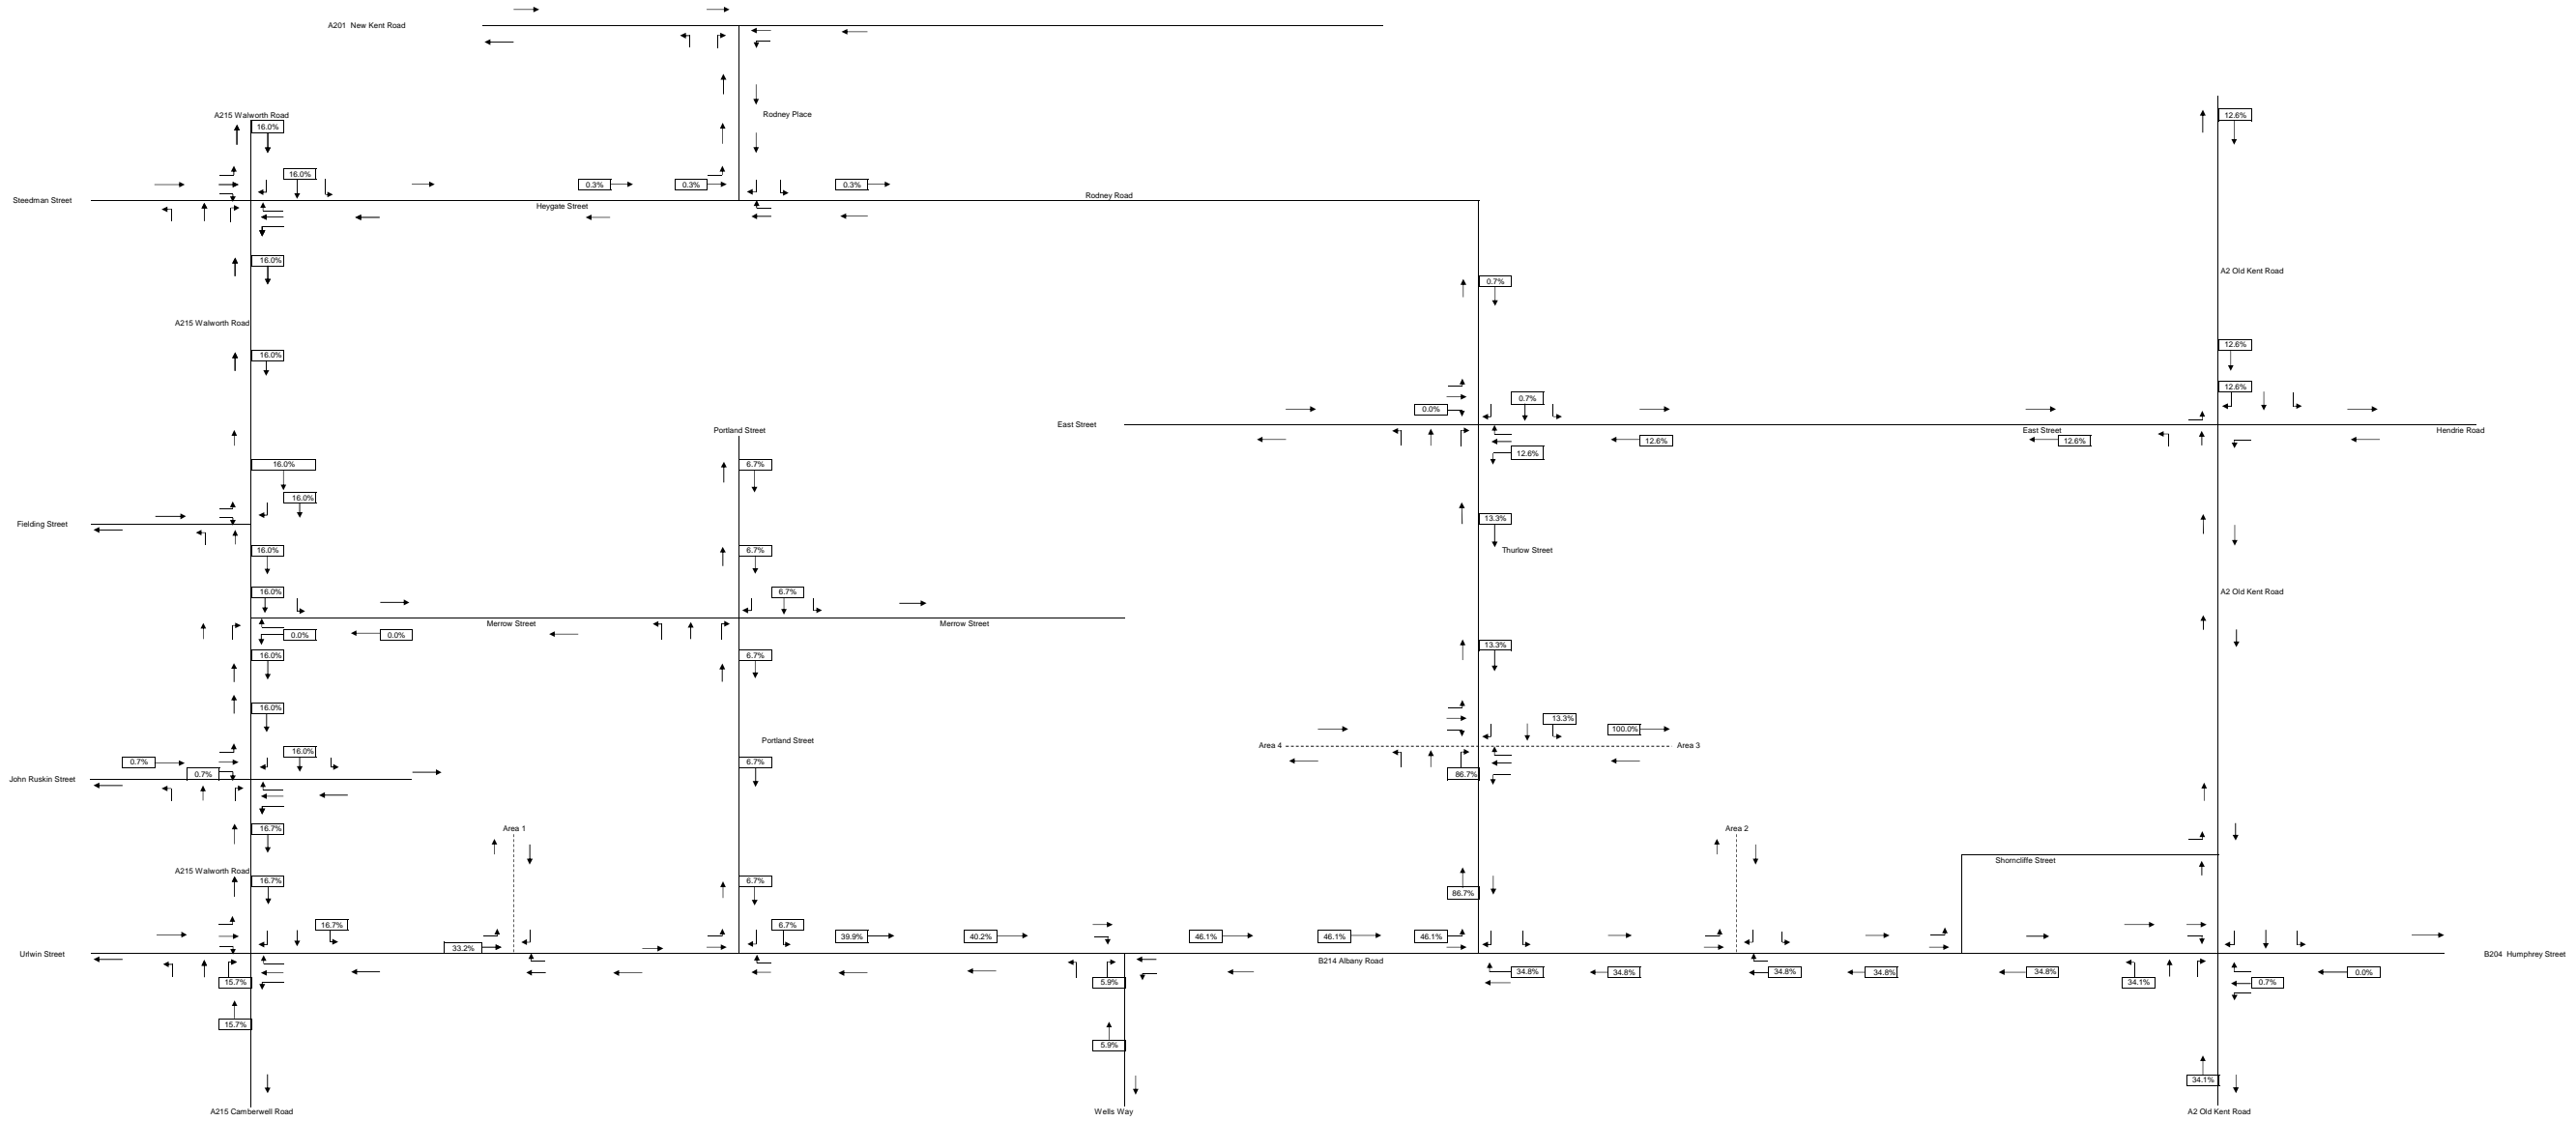 A201 New Kent Road
A215 Walworth Road
Rodney Place
12.6%
16.0%
16.0%
0.3%
0.3%
0.3%
Steedman Street
Heygate Street
Rodney Road
16.0%
A2 Old Kent Road
0.7%
A215 Walworth Road
12.6%
16.0%
12.6%
0.7%
0.0%
East Street
Portland Street
East Street
Hendrie Road
12.6%
12.6%
12.6%
16.0%
6.7%
16.0%
13.3%
Fielding Street
16.0%
6.7%
Thurlow Street
16.0%
6.7%
A2 Old Kent Road
Merrow Street
Merrow Street
0.0%
0.0%
13.3%
16.0%
6.7%
16.0%
13.3%
100.0%
Portland Street
Area 4
Area 3
16.0%
0.7%
6.7%
0.7%
86.7%
John Ruskin Street
16.7%
Area 1
Area 2
Shorncliffe Street
A215 Walworth Road
16.7%
6.7%
86.7%
16.7%
6.7%
39.9%
40.2%
46.1%
46.1%
46.1%
33.2%
Urlwin Street
B214 Albany Road
B204 Humphrey Street
34.8%
34.8%
34.8%
34.8%
34.8%
0.0%
15.7%
5.9%
34.1%
0.7%
15.7%
5.9%
34.1%
A215 Camberwell Road
Wells Way
A2 Old Kent Road